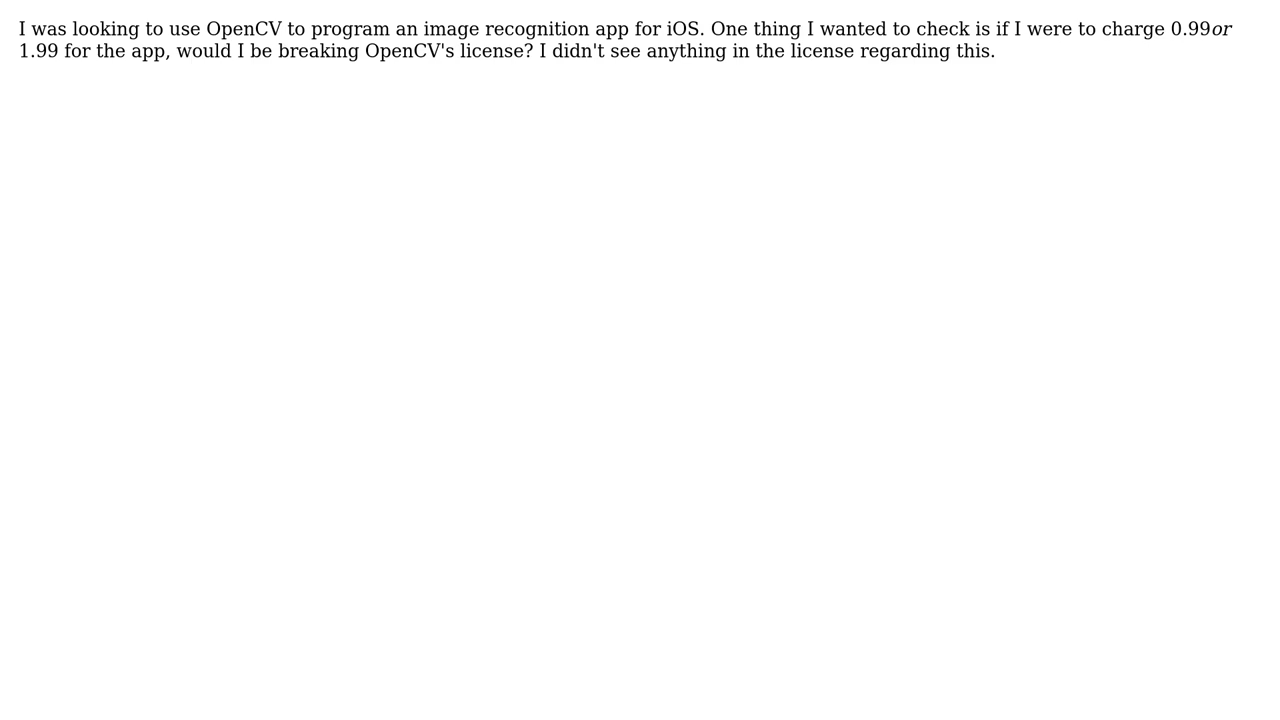 I was looking to use OpenCV to program an image recognition app for iOS. One thing I wanted to check is if I were to charge 0.99or
1.99 for the app, would I be breaking OpenCV's license? I didn't see anything in the license regarding this.